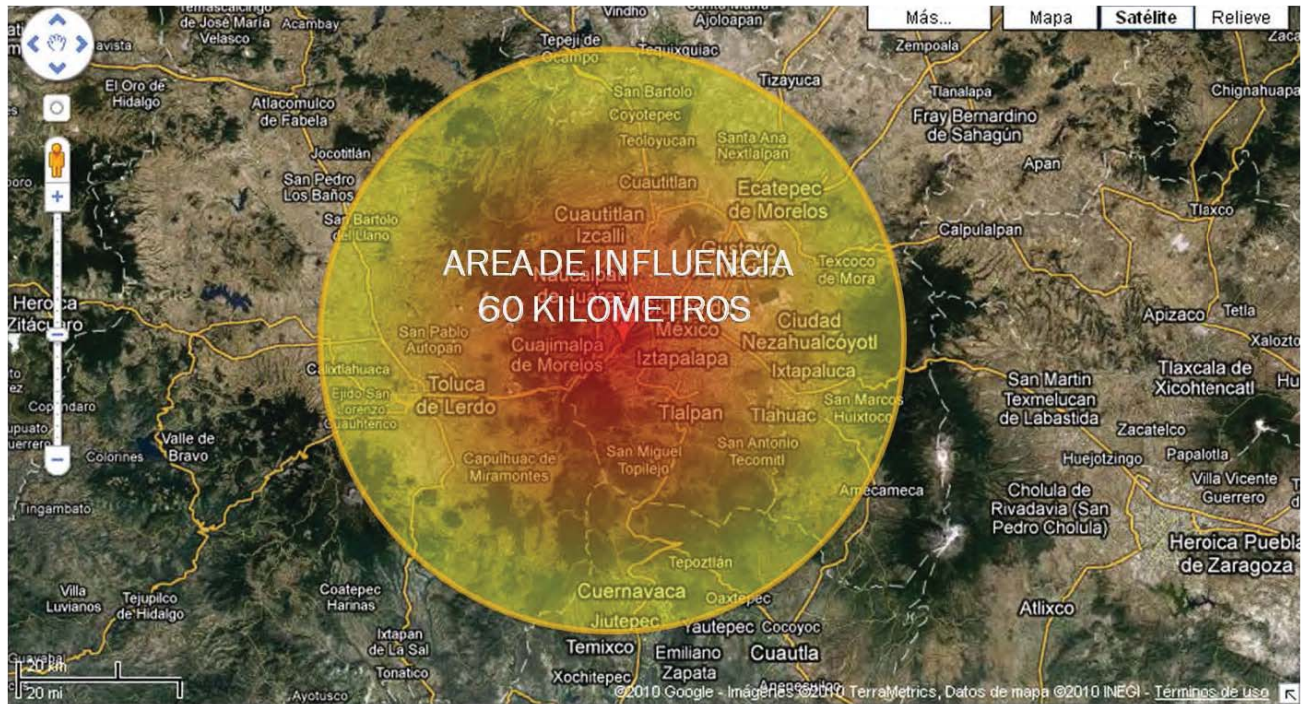 Temascalcingo
de José María
Velasco
Acambay
Vindho
Ajoloapan
Más...
Mapa
Satélite
Relieve
avista
Tepeji de
Ocampo
Tequixquiac
Zempoala
El Oro de
Hidalgo
Atlacomulco
de Fabela
San Bartolo
Coyotepec
Tizayuca
Tlanalapa
Chignahuapa
Fray Bernardino
de Sahagún
Jocotitlán
Teoloyucan
Santa Ana
Nextlalpan
Apan
San Pedro
Los Baños
Cuautitlan
Ecatepec
de Morelos
Tlaxco
San Bartolo
del Llano
Cuautitlan
Izcalli
Gustavo
Calpulalpan
AREA DE INFLUENCIA
60 KILOMETROS
Naucalpan
de Juárez
Texcoco
de Mora
Heroica
Zitácuaro
San Pablo
Autopan
Cuajimalpa
de Morelos
México
Iztapalapa
Ciudad
Nezahualcóyotl
Apizaco
Tetla
Xalozto
Calixtlahuaca
Toluca
de Lerdo
Ixtapaluca
San Martin
Texmelucan
de Labastida
Tlaxcala de
Xicohtencatl
Hu
Ejido San
Lorenzo
Cuauhtenco
Tlalpan
Tlahuac
San Marcos
Huixtoco
Zacatelco
Valle de
Bravo
Colorines
Capulhuac de
Miramontes
San Miguel
Topilejo
San Antonio
Tecomitl
Huejotzingo
Papalotla
Villa Vicente
Guerrero
Tingambato
Amecameca
Cholula de
Rivadavia (San
Pedro Cholula)
Heroica Puebla
de Zaragoza
Villa
Luvianos
Tejupilco
de Hidalgo
Coatepec
Harinas
Tepoztlán
Cuernavaca
Oaxtepec
Jiutepec
Atlixco
Ixtapan
de La Sal
Tonatico
Temixco
Xochitepec
Yautepec
Cocoyoc
Emiliano
Zapata
Cuautla
20 km
20 mi
Ayotusco
©2010 Google - Imágenes ©2010 TerraMetrics, Datos de mapa ©2010 INEGI - Términos de uso